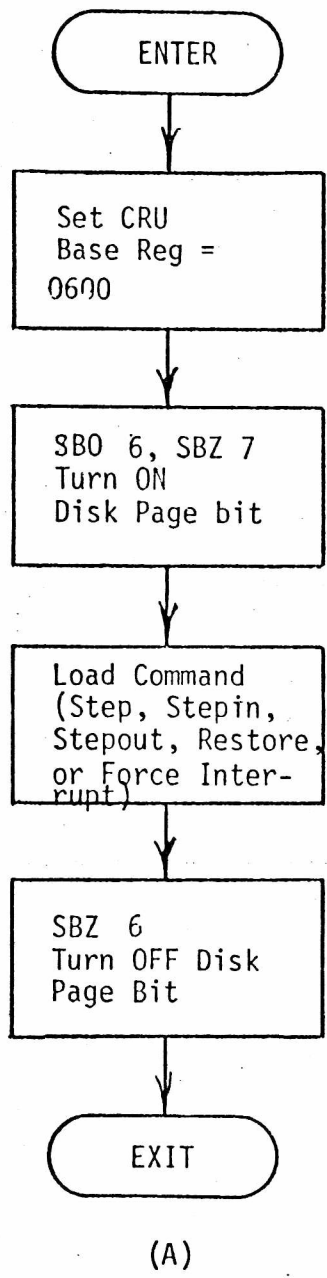 ENTER
Set CRU
Base Reg =
0600
SBO 6, SBZ 7
Turn ON
Disk Page bit
Load Command
(Step, Stepin,
Stepout, Restore,
or Force Inter-
rupt)
SBZ 6
Turn OFF Disk
Page Bit
EXIT
(A)